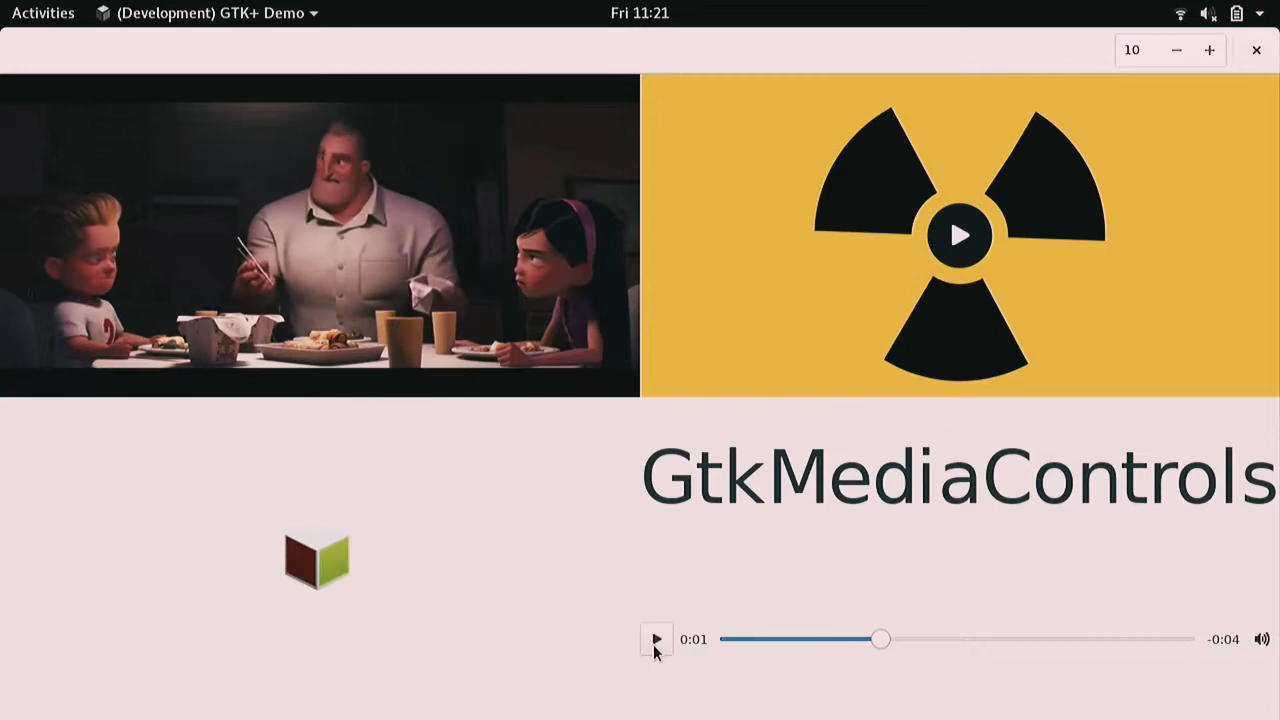 Activities (Development) GTK+ Demo Fri 11:21
10
GtkMediaControls
0:01 -0:04